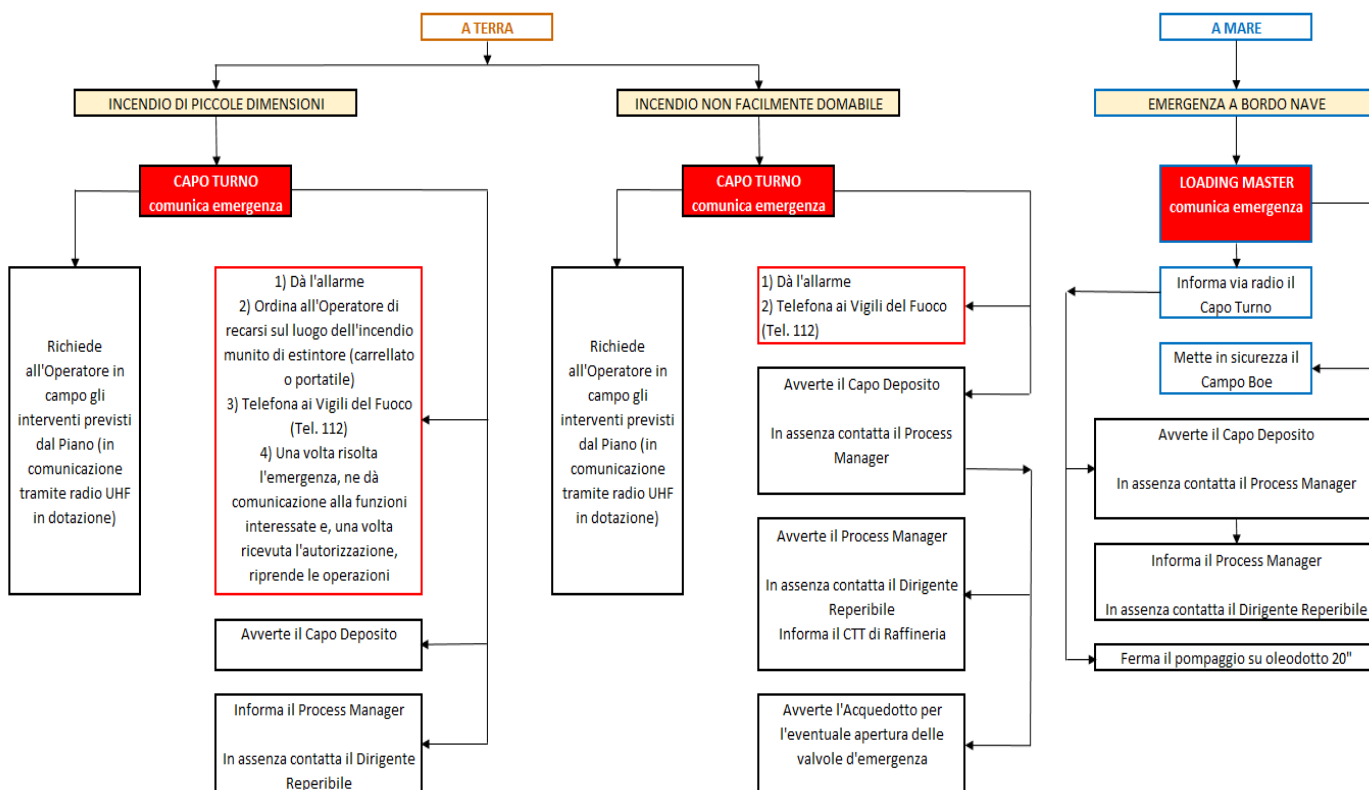 A TERRA
A MARE
INCENDIO DI PICCOLE DIMENSIONI
INCENDIO NON FACILMENTE DOMABILE
EMERGENZA A BORDO NAVE
CAPO TURNO
comunica emergenza
CAPO TURNO
comunica emergenza
LOADING MASTER
comunica emergenza
Richiede
all'Operatore in
campo gli
interventi previsti
dal Piano (in
comunicazione
tramite radio UHF
in dotazione)
1) Dà l'allarme
2) Ordina all'Operatore di
recarsi sul luogo dell'incendio
munito di estintore (carrellato
o portatile)
3) Telefona ai Vigili del Fuoco
(Tel. 112)
4) Una volta risolta
l'emergenza, ne dà
comunicazione alla funzioni
interessate e, una volta
ricevuta l'autorizzazione,
riprende le operazioni
Avverte il Capo Deposito
Informa il Process Manager
In assenza contatta il Dirigente
Reperibile
Richiede
all'Operatore in
campo gli
interventi previsti
dal Piano (in
comunicazione
tramite radio UHF
in dotazione)
1) Dà l'allarme
2) Telefona ai Vigili del Fuoco
(Tel. 112)
Avverte il Capo Deposito
In assenza contatta il Process
Manager
Avverte il Process Manager
In assenza contatta il Dirigente
Reperibile
Informa il CTT di Raffineria
Avverte l'Acquedotto per
l'eventuale apertura delle
valvole d'emergenza
Informa via radio il
Capo Turno
Mette in sicurezza il
Campo Boe
Avverte il Capo Deposito
In assenza contatta il Process Manager
Informa il Process Manager
In assenza contatta il Dirigente Reperibile
Ferma il pompaggio su oleodotto 20"